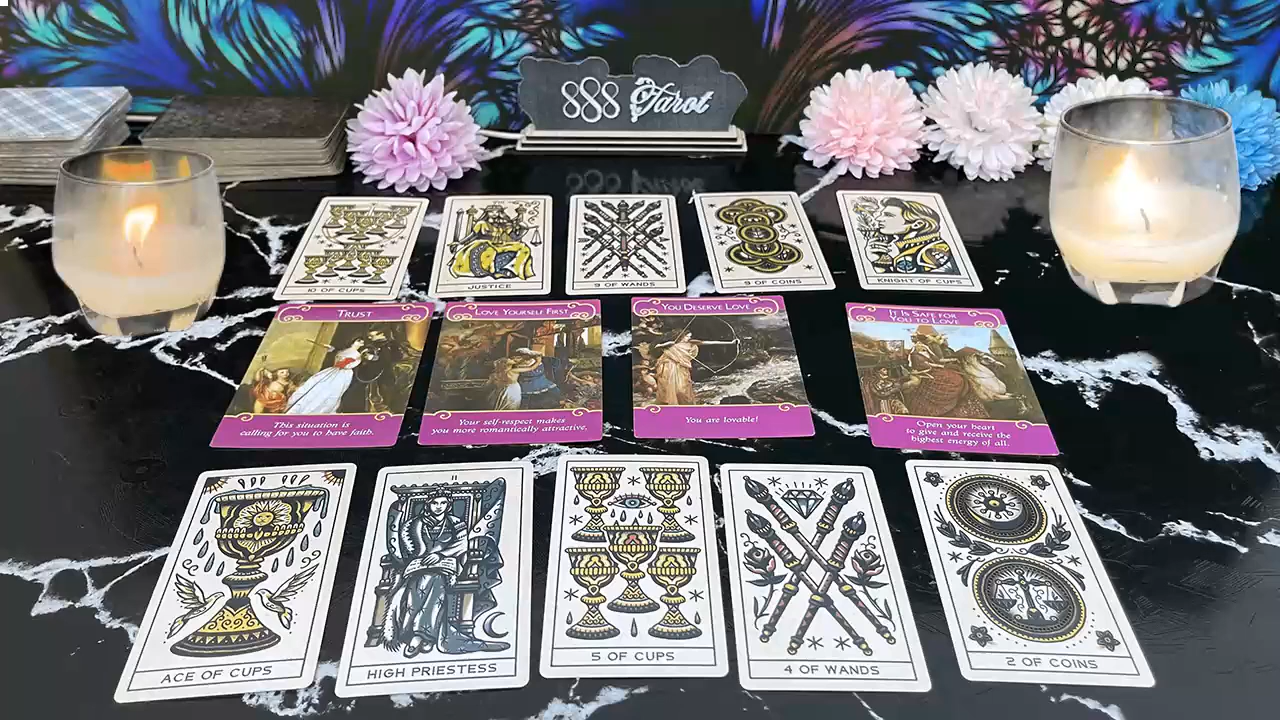 888 Tarot
10 OF CUPS
JUSTICE
9 OF WANDS
9 OF COINS
KNIGHT OF CUPS
TRUST
This situation is
calling for you to have faith.
LOVE YOURSELF FIRST
Your self-respect makes
you more romantically attractive.
YOU DESERVE LOVE
You are lovable!
IT IS SAFE FOR
YOU TO LOVE
Open your heart
to give and receive the
highest energy of all.
ACE OF CUPS
II
HIGH PRIESTESS
5 OF CUPS
4 OF WANDS
2 OF COINS